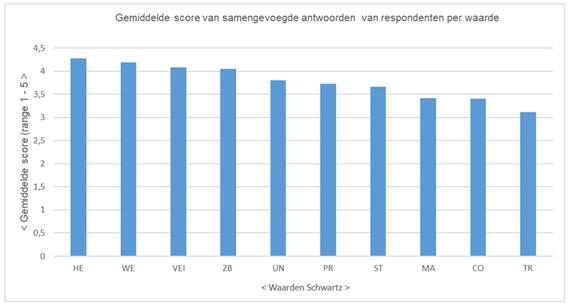 Gemiddelde score van samengevoegde antwoorden van respondenten per waarde
< Gemiddelde score (range 1 - 5) >
4,5
4
3,5
3
2,5
2
1,5
1
0,5
0
HE WE VEI ZB UN PR ST MA CO TR
< Waarden Schwartz >